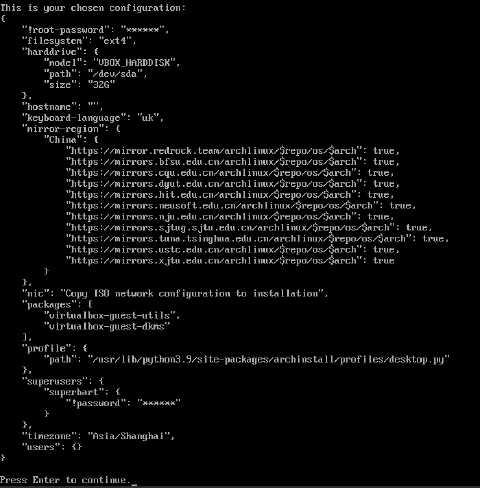 This is your chosen configuration:
{
    "!root-password": "******",
    "filesystem": "ext4",
    "harddrive": {
        "model": "VBOX_HARDDISK",
        "path": "/dev/sda",
        "size": "32G"
    },
    "hostname": "",
    "keyboard-language": "uk",
    "mirror-region": {
        "China": {
            "https://mirror.redrock.team/archlinux/$repo/os/$arch": true,
            "https://mirrors.bfsu.edu.cn/archlinux/$repo/os/$arch": true,
            "https://mirrors.cqu.edu.cn/archlinux/$repo/os/$arch": true,
            "https://mirrors.dgut.edu.cn/archlinux/$repo/os/$arch": true,
            "https://mirrors.hit.edu.cn/archlinux/$repo/os/$arch": true,
            "https://mirrors.neusoft.edu.cn/archlinux/$repo/os/$arch": true,
            "https://mirrors.nju.edu.cn/archlinux/$repo/os/$arch": true,
            "https://mirrors.sjtug.sjtu.edu.cn/archlinux/$repo/os/$arch": true,
            "https://mirrors.tuna.tsinghua.edu.cn/archlinux/$repo/os/$arch": true,
            "https://mirrors.ustc.edu.cn/archlinux/$repo/os/$arch": true,
            "https://mirrors.xjtu.edu.cn/archlinux/$repo/os/$arch": true
        }
    },
    "nic": "Copy ISO network configuration to installation",
    "packages": [
        "virtualbox-guest-utils",
        "virtualbox-guest-dkms"
    ],
    "profile": {
        "path": "/usr/lib/python3.9/site-packages/archinstall/profiles/desktop.py"
    },
    "superusers": {
        "superbart": {
            "!password": "******"
        }
    },
    "timezone": "Asia/Shanghai",
    "users": {}
}
Press Enter to continue._